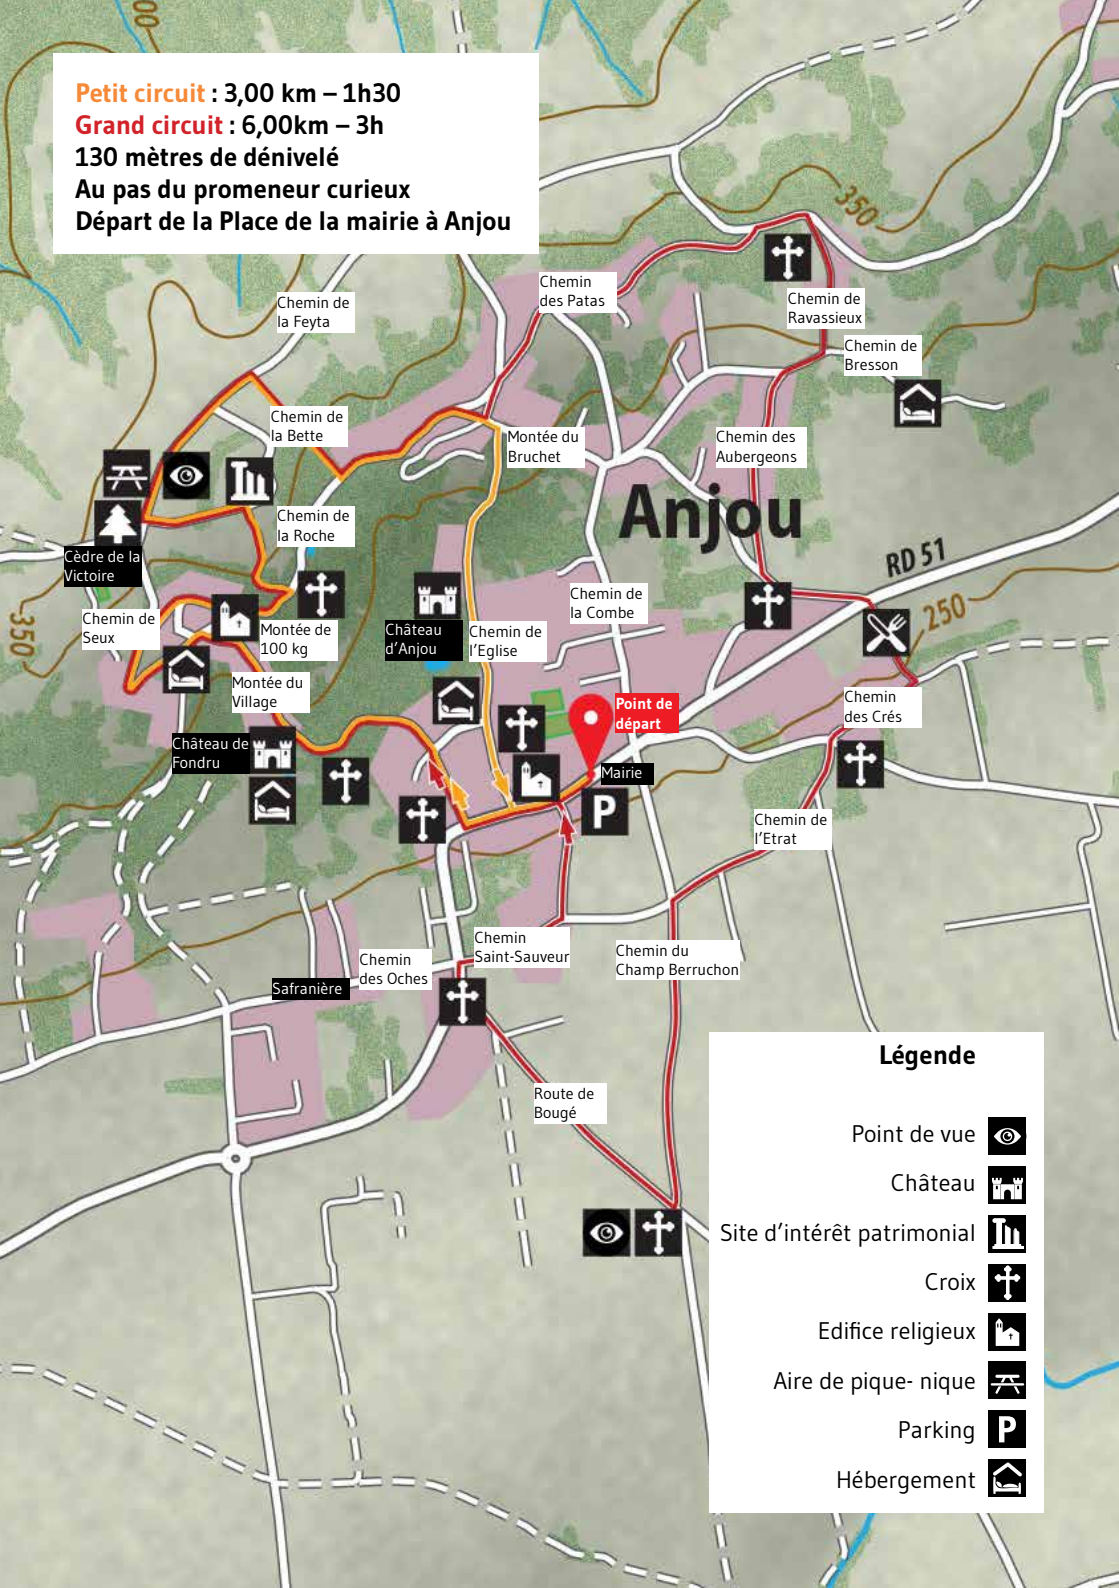 Petit circuit : 3,00 km – 1h30
Grand circuit : 6,00km – 3h
130 mètres de dénivelé
Au pas du promeneur curieux
Départ de la Place de la mairie à Anjou
350
Chemin
des Patas
Chemin de
la Feyta
Chemin de
Ravassieux
Chemin de
Bresson
Chemin de
la Bette
Montée du
Bruchet
Chemin des
Aubergeons
Anjou
Chemin de
la Roche
RD 51
Cèdre de la
Victoire
Chemin de
la Combe
250
350
Chemin de
Seux
Montée de
100 kg
Château
d’Anjou
Chemin de
l’Eglise
Montée du
Village
Point de
départ
Chemin
des Crés
Château de
Fondru
Mairie
P
Chemin de
l’Etrat
Chemin
Saint-Sauveur
Chemin
des Oches
Chemin du
Champ Berruchon
Safranière
Route de
Bougé
Légende
Point de vue
Château
Site d’intérêt patrimonial
Croix
Edifice religieux
Aire de pique- nique
Parking P
Hébergement